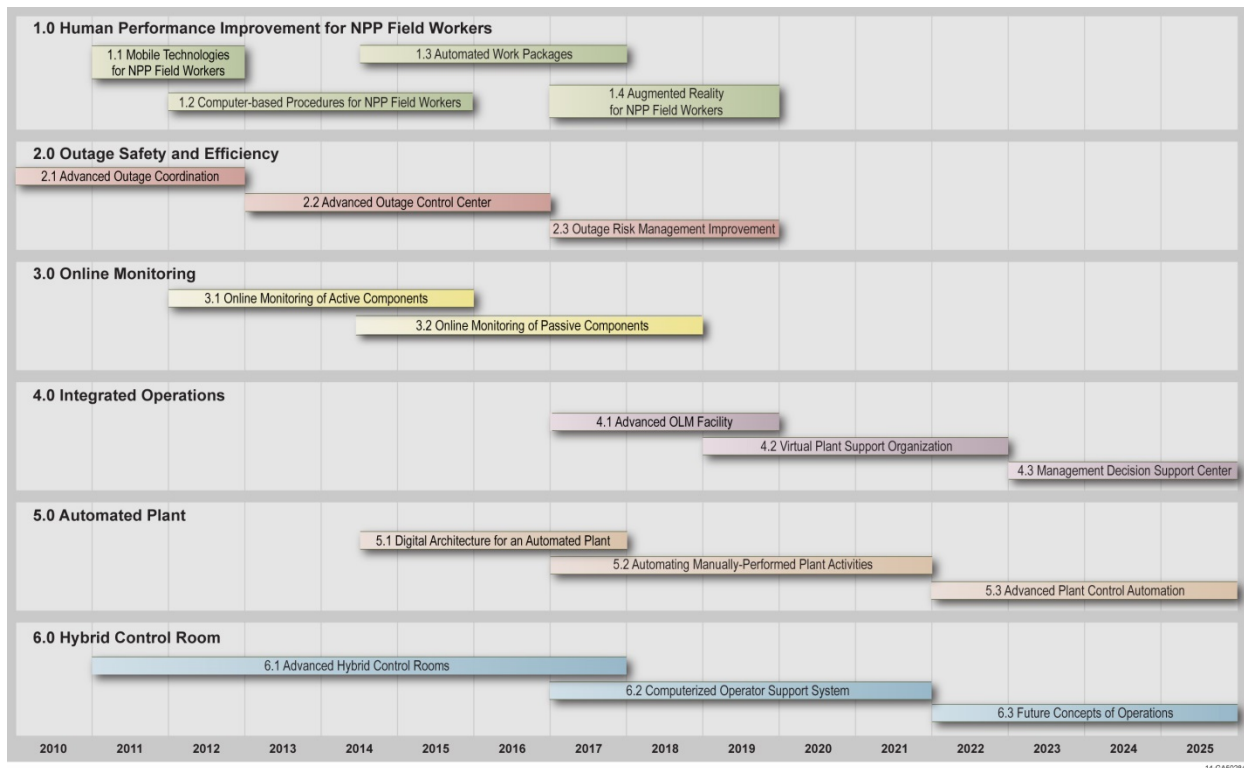 1.0 Human Performance Improvement for NPP Field Workers
1.1 Mobile Technologies
for NPP Field Workers
1.3 Automated Work Packages
1.2 Computer-based Procedures for NPP Field Workers
1.4 Augmented Reality
for NPP Field Workers
2.0 Outage Safety and Efficiency
2.1 Advanced Outage Coordination
2.2 Advanced Outage Control Center
2.3 Outage Risk Management Improvement
3.0 Online Monitoring
3.1 Online Monitoring of Active Components
3.2 Online Monitoring of Passive Components
4.0 Integrated Operations
4.1 Advanced OLM Facility
4.2 Virtual Plant Support Organization
4.3 Management Decision Support Center
5.0 Automated Plant
5.1 Digital Architecture for an Automated Plant
5.2 Automating Manually-Performed Plant Activities
5.3 Advanced Plant Control Automation
6.0 Hybrid Control Room
6.1 Advanced Hybrid Control Rooms
6.2 Computerized Operator Support System
6.3 Future Concepts of Operations
2010 2011 2012 2013 2014 2015 2016 2017 2018 2019 2020 2021 2022 2023 2024 2025